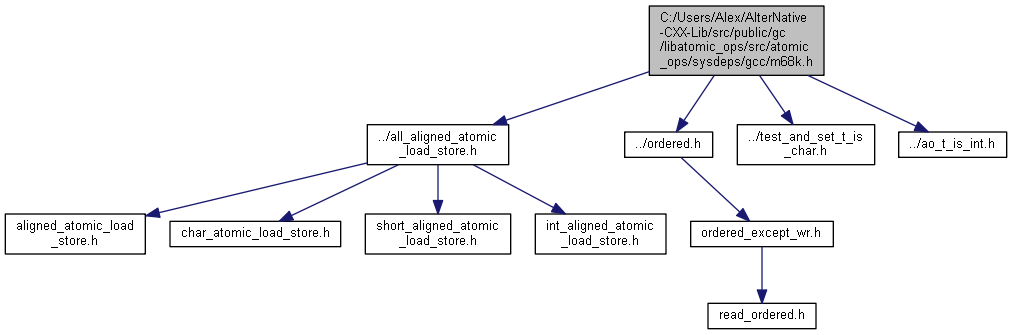 C:/Users/Alex/AlterNative
-CXX-Lib/src/public/gc
/libatomic_ops/src/atomic
_ops/sysdeps/gcc/m68k.h
../all_aligned_atomic
_load_store.h
../ordered.h
../test_and_set_t_is
_char.h
../ao_t_is_int.h
aligned_atomic_load
_store.h
char_atomic_load_store.h
short_aligned_atomic
_load_store.h
int_aligned_atomic
_load_store.h
ordered_except_wr.h
read_ordered.h